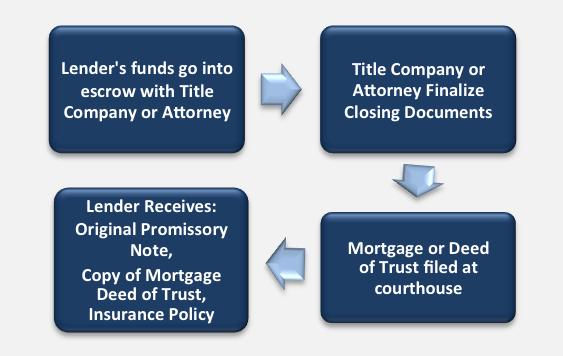 Lender's funds go into
escrow with Title
Company or Attorney
Title Company or
Attorney Finalize
Closing Documents
Mortgage or Deed
of Trust filed at
courthouse
Lender Receives:
Original Promissory
Note,
Copy of Mortgage
Deed of Trust,
Insurance Policy